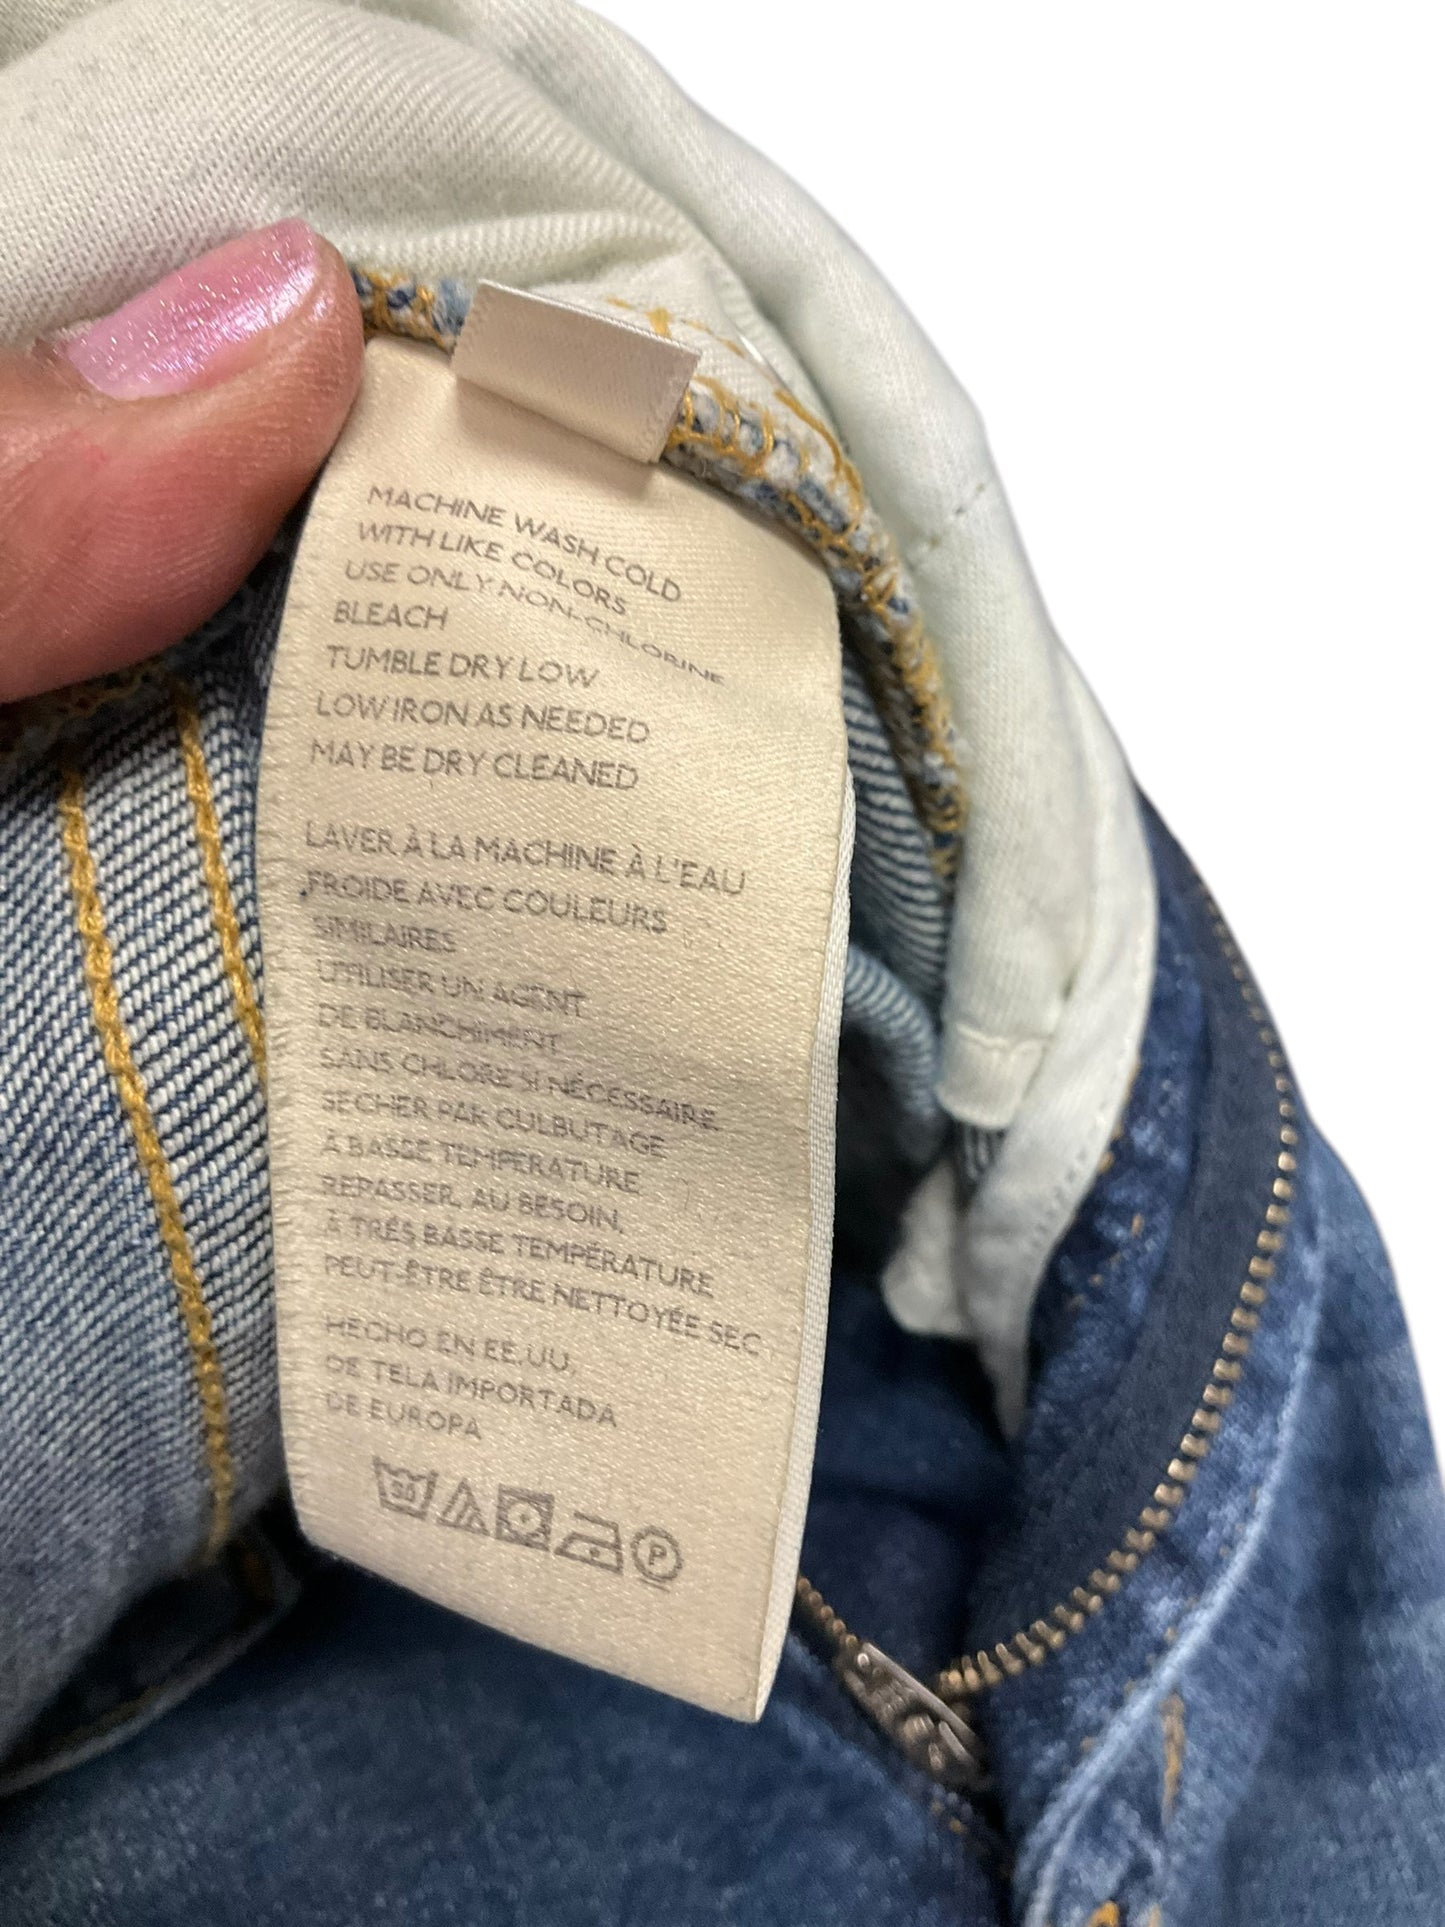 MACHINE WASH COLD
WITH LIKE COLORS
USE ONLY NON-CHLORINE
BLEACH
TUMBLE DRY LOW
LOW IRON AS NEEDED
MAY BE DRY CLEANED
LAVER À LA MACHINE À L'EAU
FROIDE AVEC COULEURS
SIMILAIRES
UTILISER UN AGENT
DE BLANCHIMENT
SANS CHLORE SI NÉCESSAIRE
SECHER PAR CULBUTAGE
À BASSE TEMPERATURE
REPASSER, AU BESOIN,
À TRÉS BASSE TEMPÉRATURE
PEUT-ÊTRE ÊTRE NETTOYÉE SEC
HECHO EN EE.UU.
DE TELA IMPORTADA
DE EUROPA
30 P